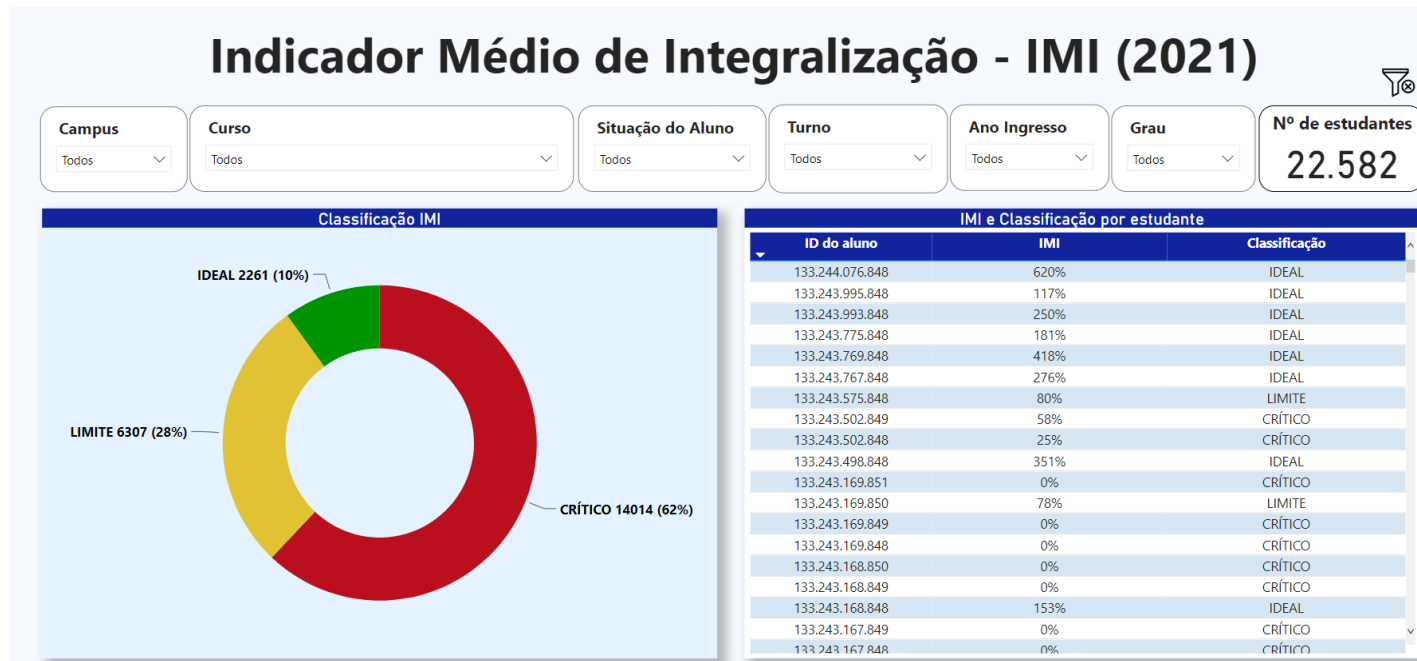 Indicador Médio de Integralização - IMI (2021)
Campus
Todos
Curso
Todos
Situação do Aluno
Todos
Turno
Todos
Ano Ingresso
Todos
Grau
Todos
Nº de estudantes
22.582
Classificação IMI
IDEAL 2261 (10%)
LIMITE 6307 (28%)
CRÍTICO 14014 (62%)
IMI e Classificação por estudante
ID do aluno IMI Classificação
133.244.076.848 620% IDEAL
133.243.995.848 117% IDEAL
133.243.993.848 250% IDEAL
133.243.775.848 181% IDEAL
133.243.769.848 418% IDEAL
133.243.767.848 276% IDEAL
133.243.575.848 80% LIMITE
133.243.502.849 58% CRÍTICO
133.243.502.848 25% CRÍTICO
133.243.498.848 351% IDEAL
133.243.169.851 0% CRÍTICO
133.243.169.850 78% LIMITE
133.243.169.849 0% CRÍTICO
133.243.169.848 0% CRÍTICO
133.243.168.850 0% CRÍTICO
133.243.168.849 0% CRÍTICO
133.243.168.848 153% IDEAL
133.243.167.849 0% CRÍTICO
133.243.167.848 0% CRÍTICO